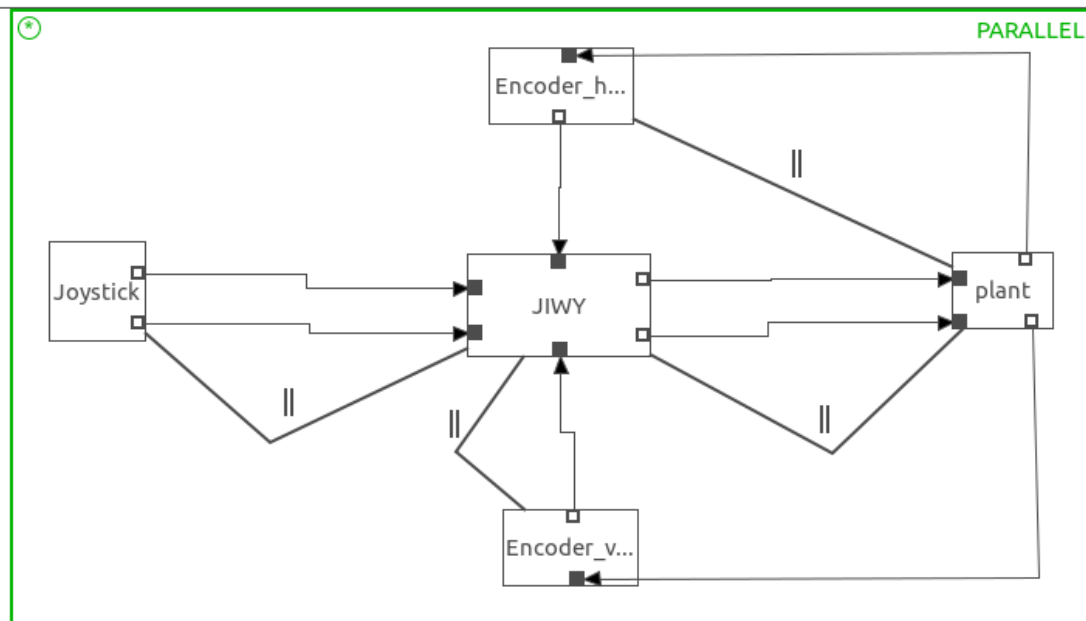 *
PARALLEL
Encoder_h...
||
Joystick
JIWY
plant
||
||
||
Encoder_v...